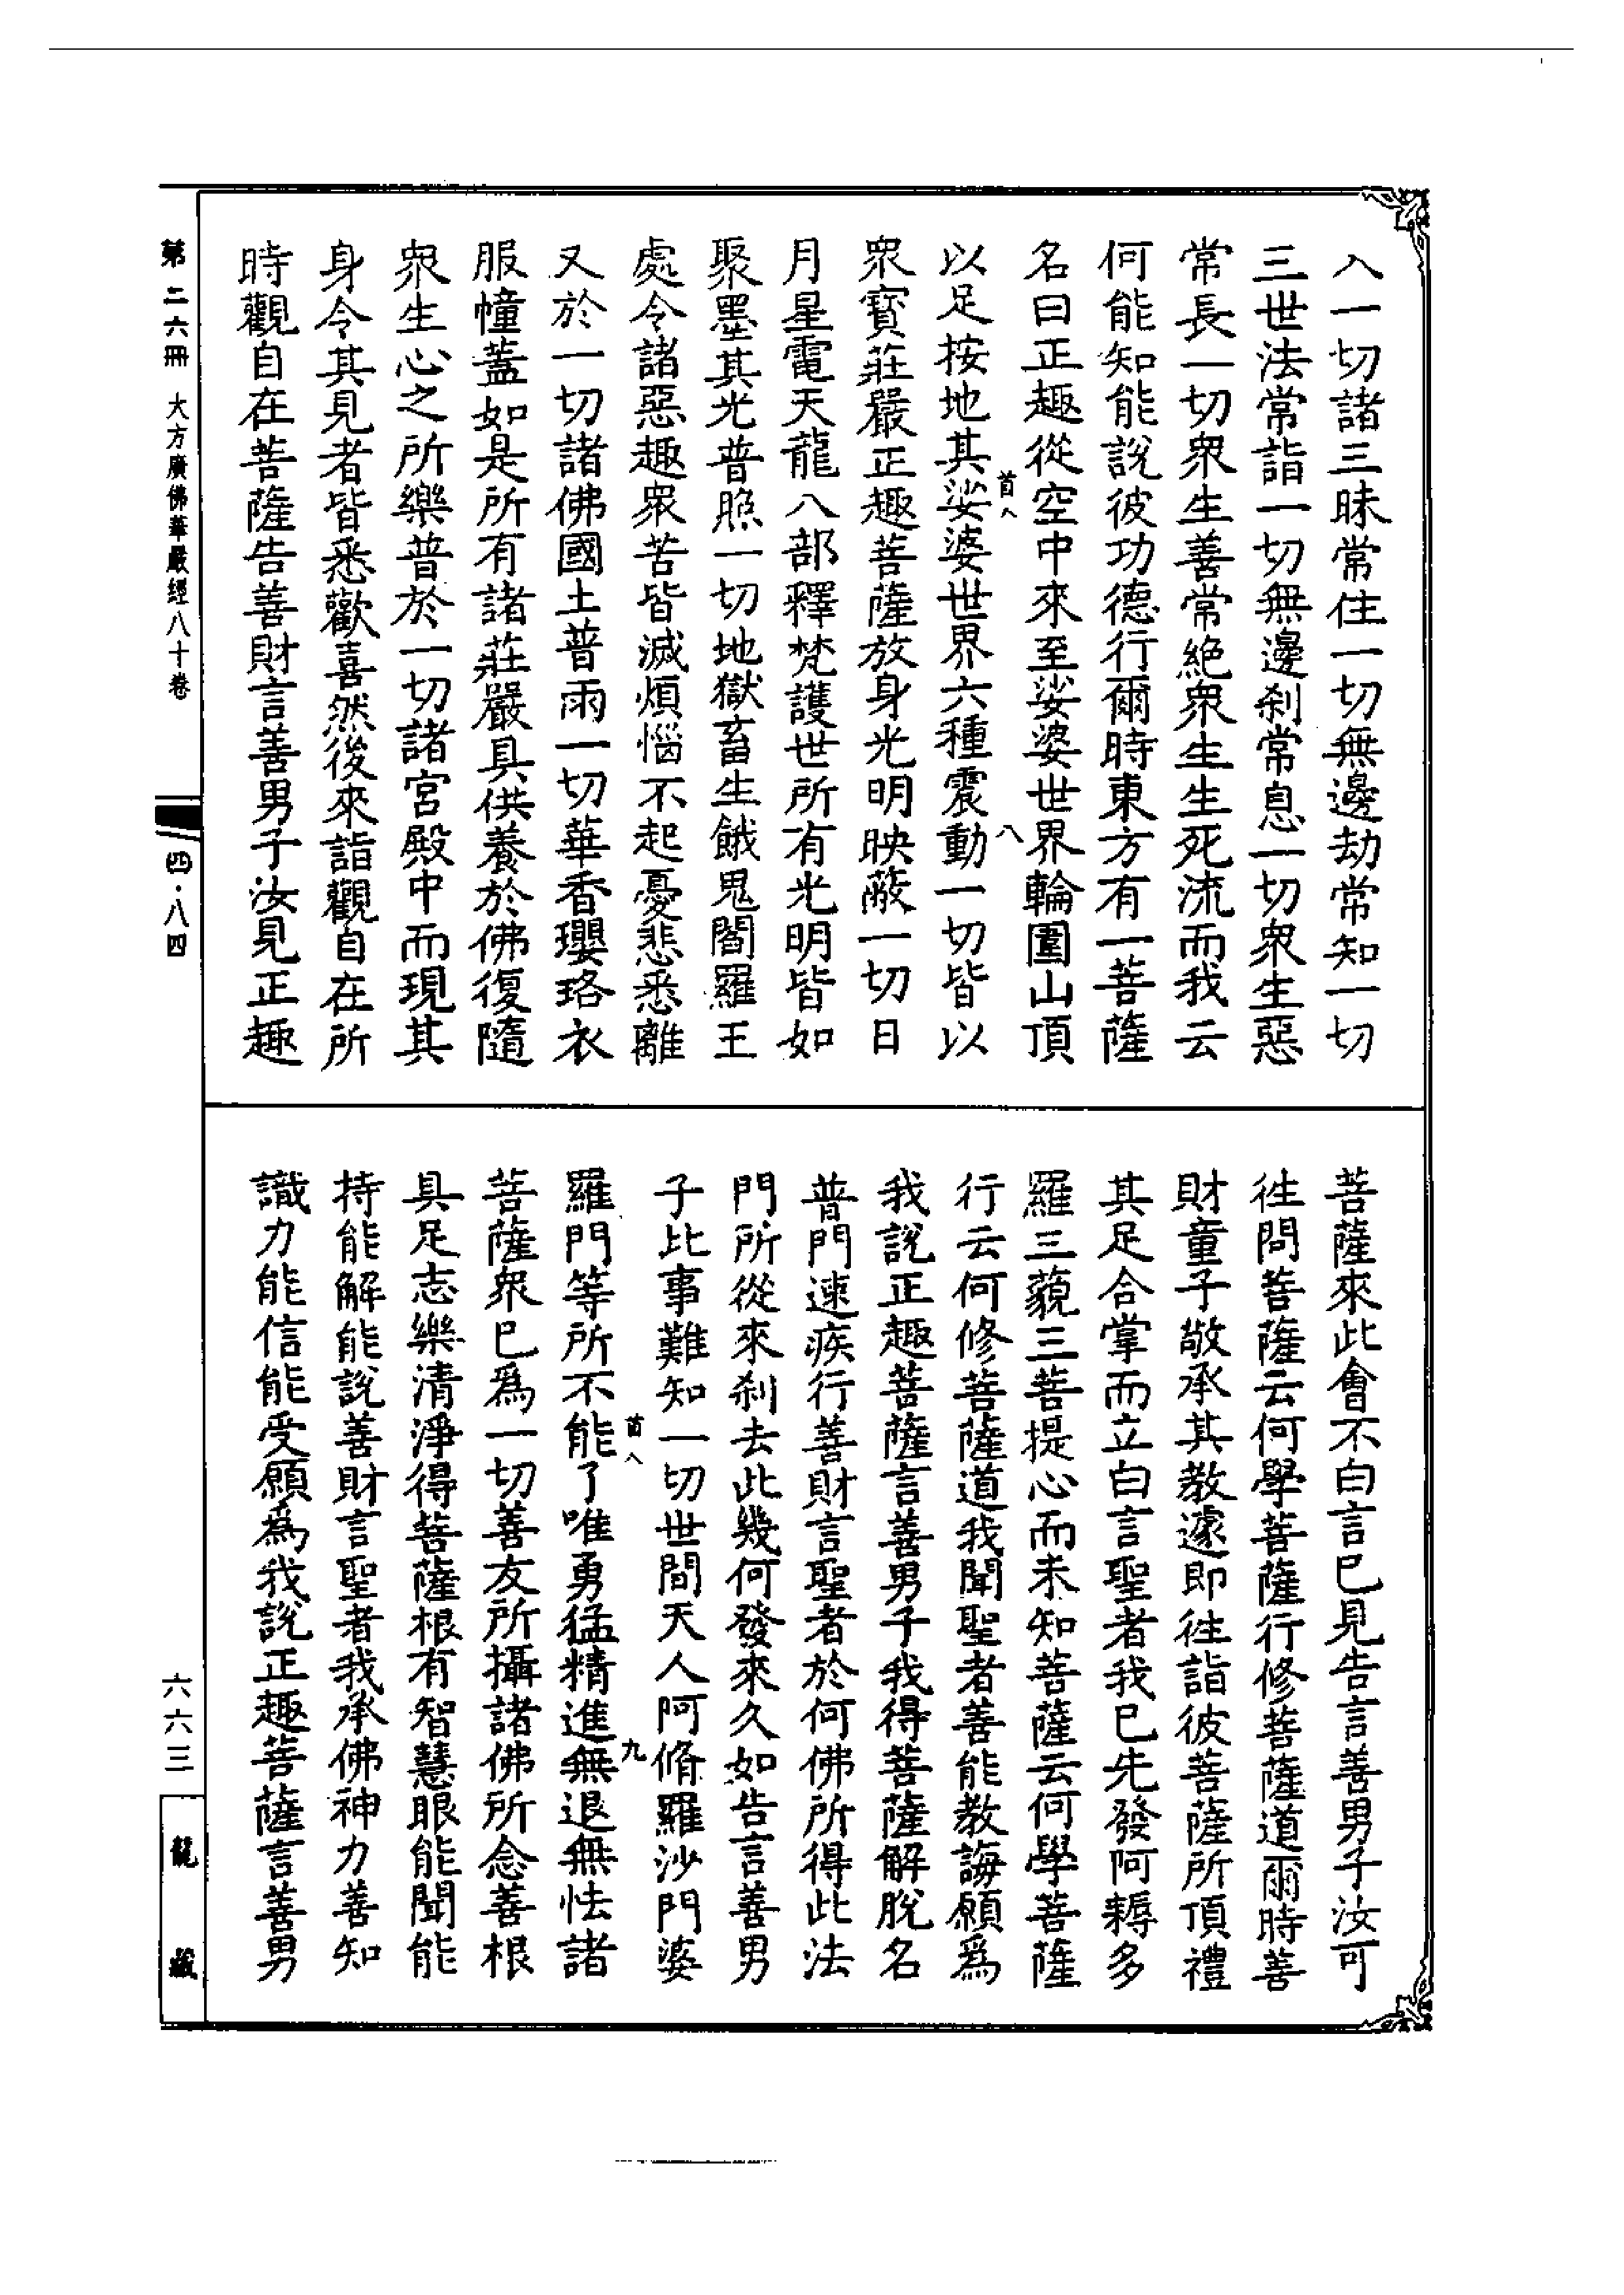 入一切諸三昧常住一切無邊劫常知一切
三世法常詣一切無邊刹常息一切衆生惡
常長一切衆生善常絕衆生生死流而我云
何能知能說彼功德行爾時東方有一菩薩
名曰正趣從空中來至娑婆世界輪圍山頂
首八
八
以足按地其娑婆世界六種震動一切皆以
衆寶莊嚴正趣菩薩放身光明映蔽一切日
月星電天龍八部釋梵護世所有光明皆如
聚墨其光普照一切地獄畜生餓鬼閻羅王
處令諸惡趣衆苦皆滅煩惱不起憂悲悉離
又於一切諸佛國土普雨一切華香瓔珞衣
服幢蓋如是所有諸莊嚴具供養於佛復隨
衆生心之所樂普於一切諸宮殿中而現其
身令其見者皆悉歡喜然後來詣觀自在所
時觀自在菩薩告善財言善男子汝見正趣
菩薩來此會不白言已見告言善男子汝可
往問菩薩云何學菩薩行修菩薩道爾時善
財童子敬承其教遽即往詣彼菩薩所頂禮
其足合掌而立白言聖者我已先發阿耨多
羅三藐三菩提心而未知菩薩云何學菩薩
行云何修菩薩道我聞聖者善能教誨願爲
我說正趣菩薩言善男子我得菩薩解脫名
普門速疾行善財言聖者於何佛所得此法
門所從來刹去此幾何發來久如告言善男
子此事難知一切世間天人阿脩羅沙門婆
首八
九
羅門等所不能了唯勇猛精進無退無怯諸
菩薩衆已爲一切善友所攝諸佛所念善根
具足志樂清淨得菩薩根有智慧眼能聞能
持能解能說善財言聖者我承佛神力善知
識力能信能受願爲我說正趣菩薩言善男
第二六冊 大方廣佛華嚴經八十卷
四·八四
六六三
龍藏